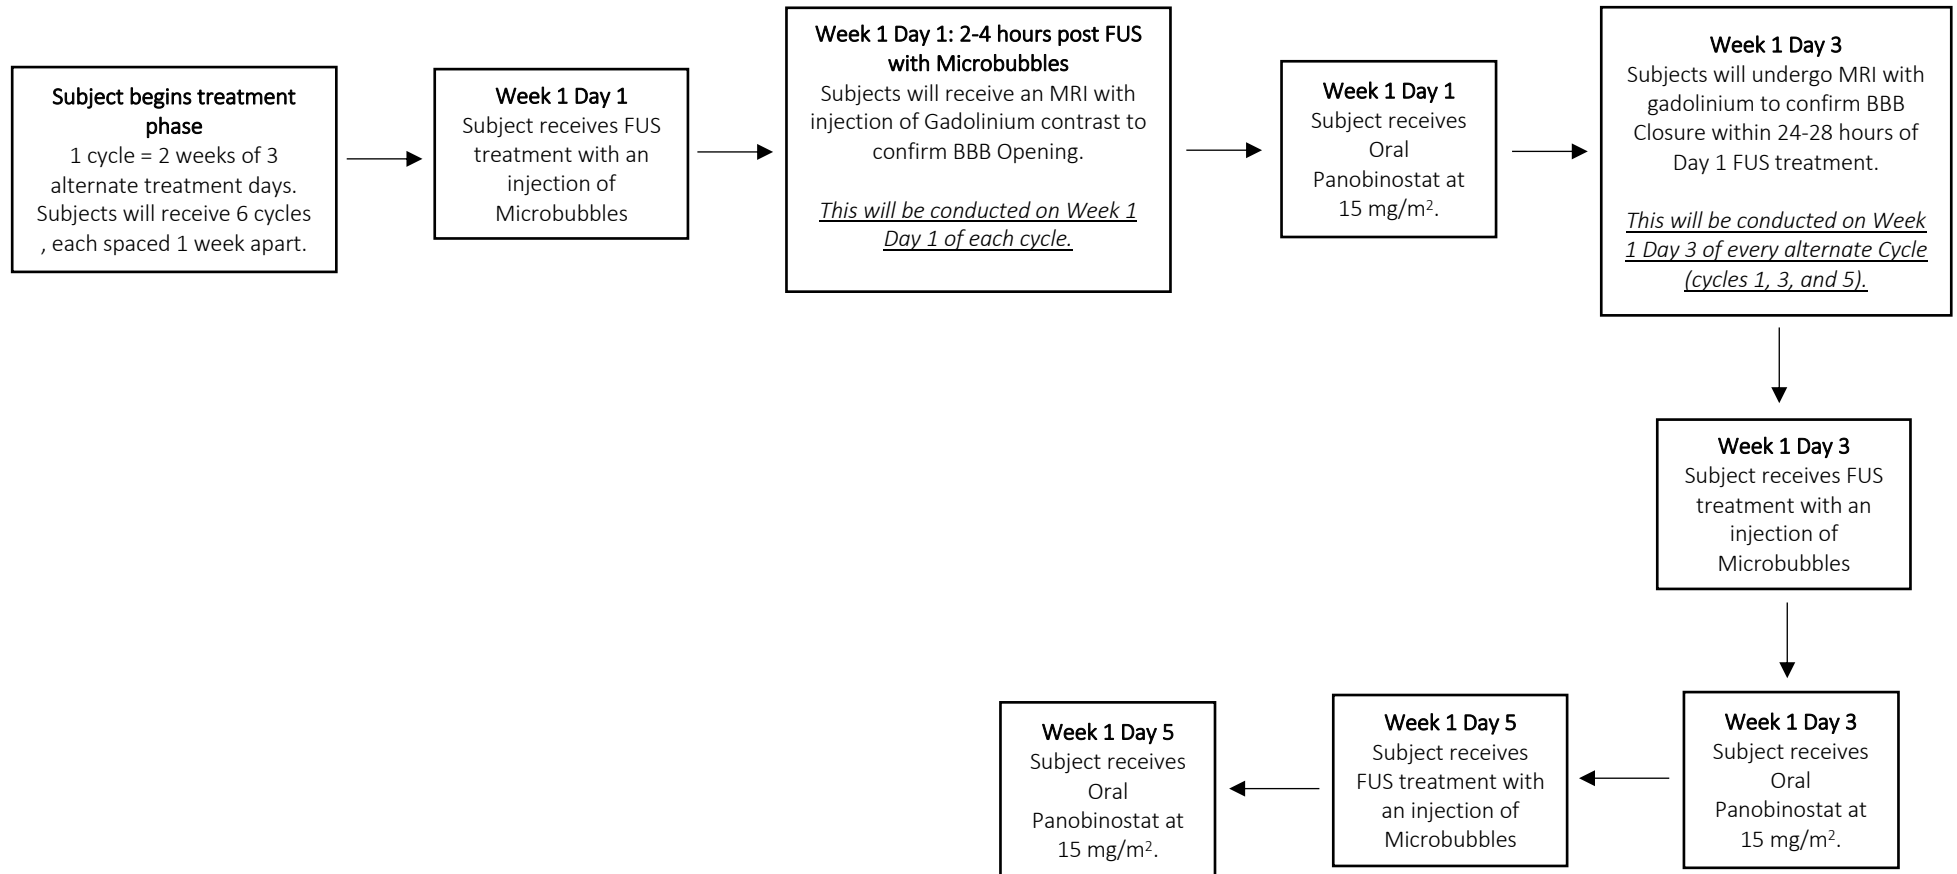 Subject begins treatment
phase
1 cycle = 2 weeks of 3
alternate treatment days.
Subjects will receive 6 cycles
, each spaced 1 week apart.
Week 1 Day 1
Subject receives FUS
treatment with an
injection of
Microbubbles
Week 1 Day 1: 2-4 hours post FUS
with Microbubbles
Subjects will receive an MRI with
injection of Gadolinium contrast to
confirm BBB Opening.
This will be conducted on Week 1
Day 1 of each cycle.
Week 1 Day 1
Subject receives
Oral
Panobinostat at
15 mg/m².
Week 1 Day 3
Subjects will undergo MRI with
gadolinium to confirm BBB
Closure within 24-28 hours of
Day 1 FUS treatment.
This will be conducted on Week
1 Day 3 of every alternate Cycle
(cycles 1, 3, and 5).
Week 1 Day 3
Subject receives FUS
treatment with an
injection of
Microbubbles
Week 1 Day 3
Subject receives
Oral
Panobinostat at
15 mg/m².
Week 1 Day 5
Subject receives
FUS treatment with
an injection of
Microbubbles
Week 1 Day 5
Subject receives
Oral
Panobinostat at
15 mg/m².